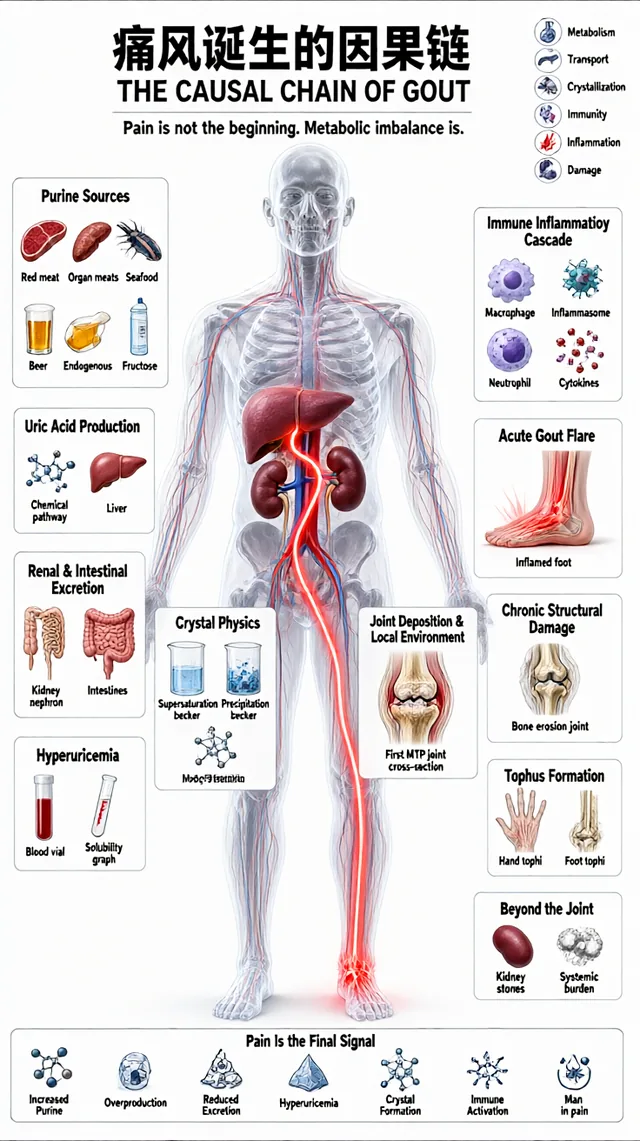 痛风诞生的因果链
THE CAUSAL CHAIN OF GOUT
Pain is not the beginning. Metabolic imbalance is.
Metabolism
Transport
Crystallization
Immunity
Inflammation
Damage
Purine Sources
Red meat
Organ meats
Seafood
Beer
Endogenous
Fructose
Uric Acid Production
Chemical
pathway
Liver
Renal & Intestinal
Excretion
Kidney
nephron
Intestines
Hyperuricemia
Blood vial
Solubility
graph
Crystal Physics
Supersaturation
becker
Precipitation
becker
Joint Deposition &
Local Environment
First MTP joint
cross-section
Immune Inflammatioy
Cascade
Macrophage
Inflammasome
Neutrophil
Cytokines
Acute Gout Flare
Inflamed foot
Chronic Structural
Damage
Bone erosion joint
Tophus Formation
Hand tophi
Foot tophi
Beyond the Joint
Kidney
stones
Systemic
burden
Pain Is the Final Signal
Increased
Purine
Overproduction
Reduced
Excretion
Hyperuricemia
Crystal
Formation
Immune
Activation
Man
in pain